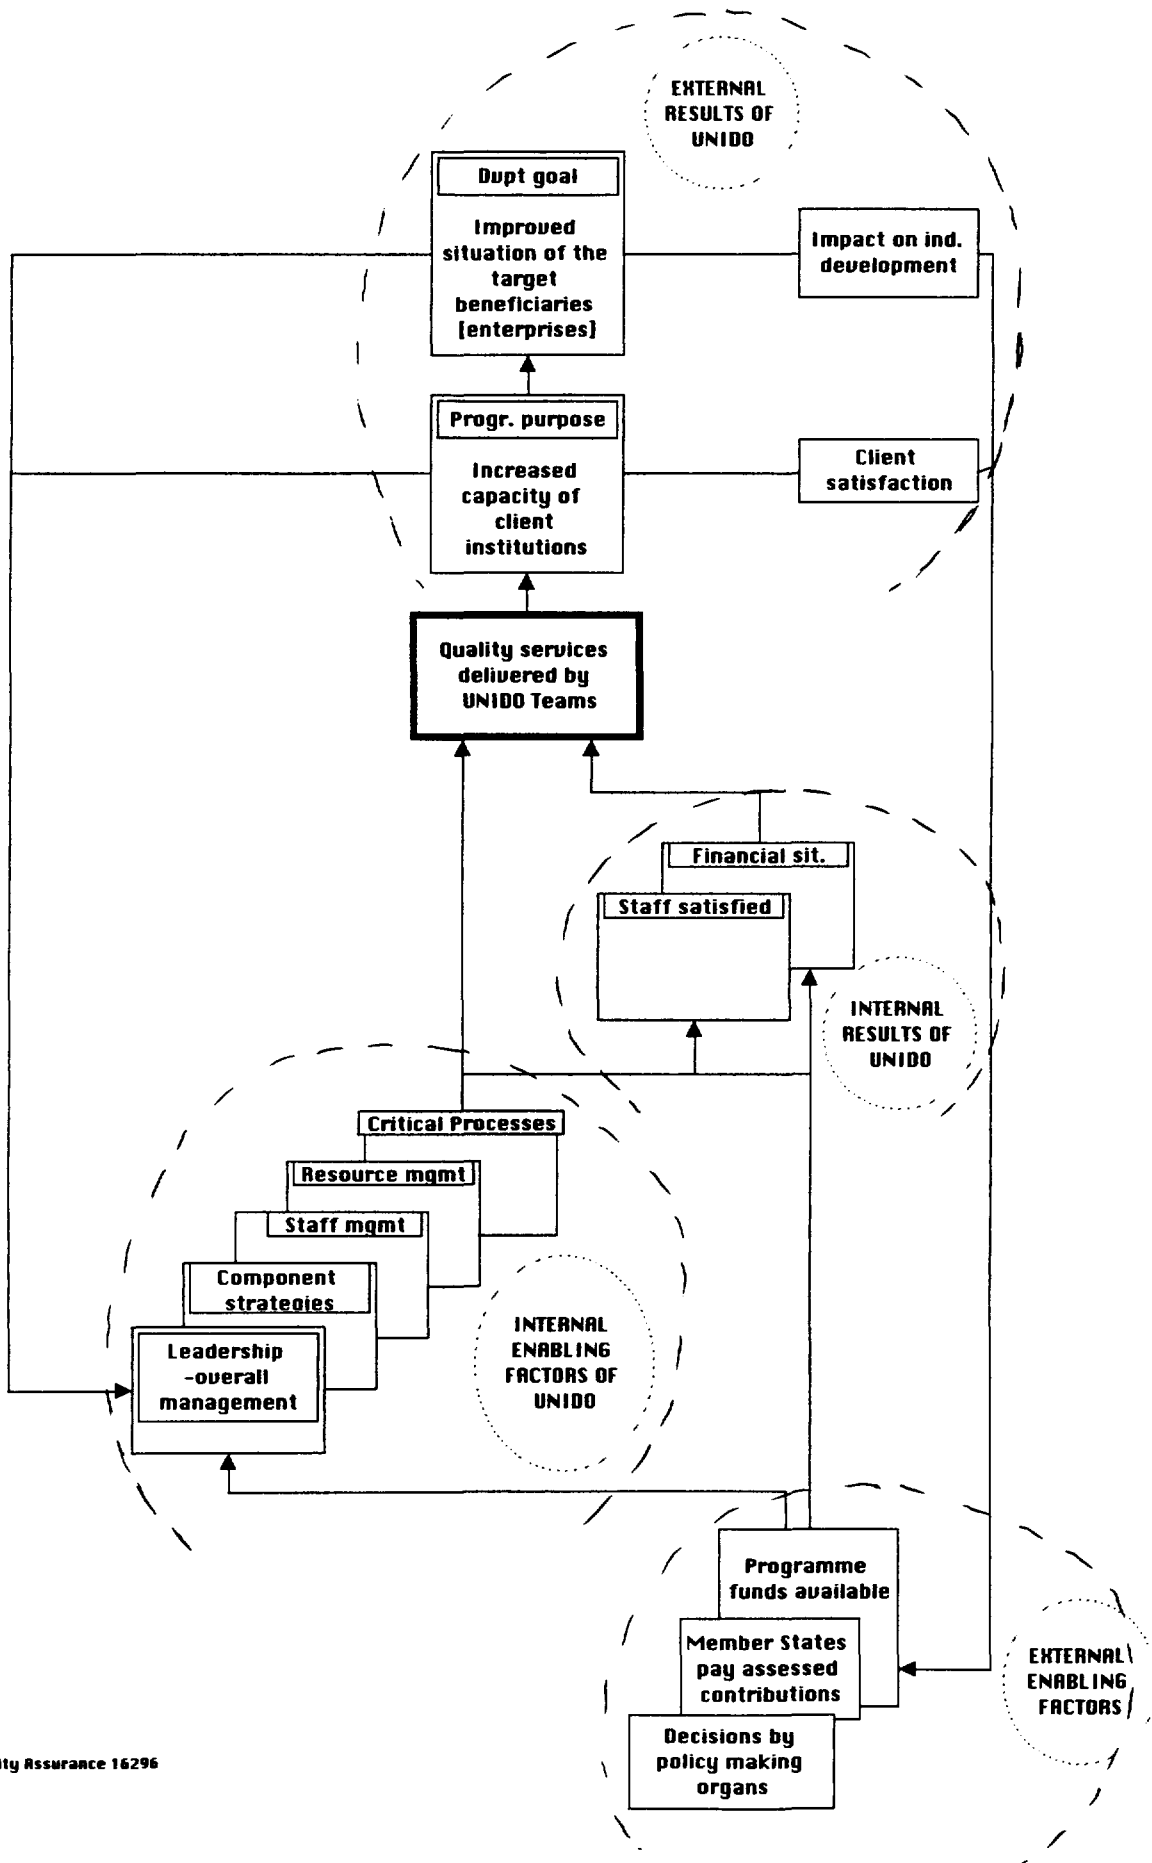 EXTERNAL
RESULTS OF
UNIDO
Dvpt goal
Improved
situation of the
target
beneficiaries
[enterprises]
Impact on ind.
development
Progr. purpose
Increased
capacity of
client
institutions
Client
satisfaction
Quality services
delivered by
UNIDO Teams
Financial sit.
Staff satisfied
INTERNAL
RESULTS OF
UNIDO
Critical Processes
Resource mgmt
Staff mgmt
Component
strategies
Leadership
-overall
management
INTERNAL
ENABLING
FACTORS OF
UNIDO
Programme
funds available
Member States
pay assessed
contributions
Decisions by
policy making
organs
EXTERNAL
ENABLING
FACTORS
ity Assurance 16296